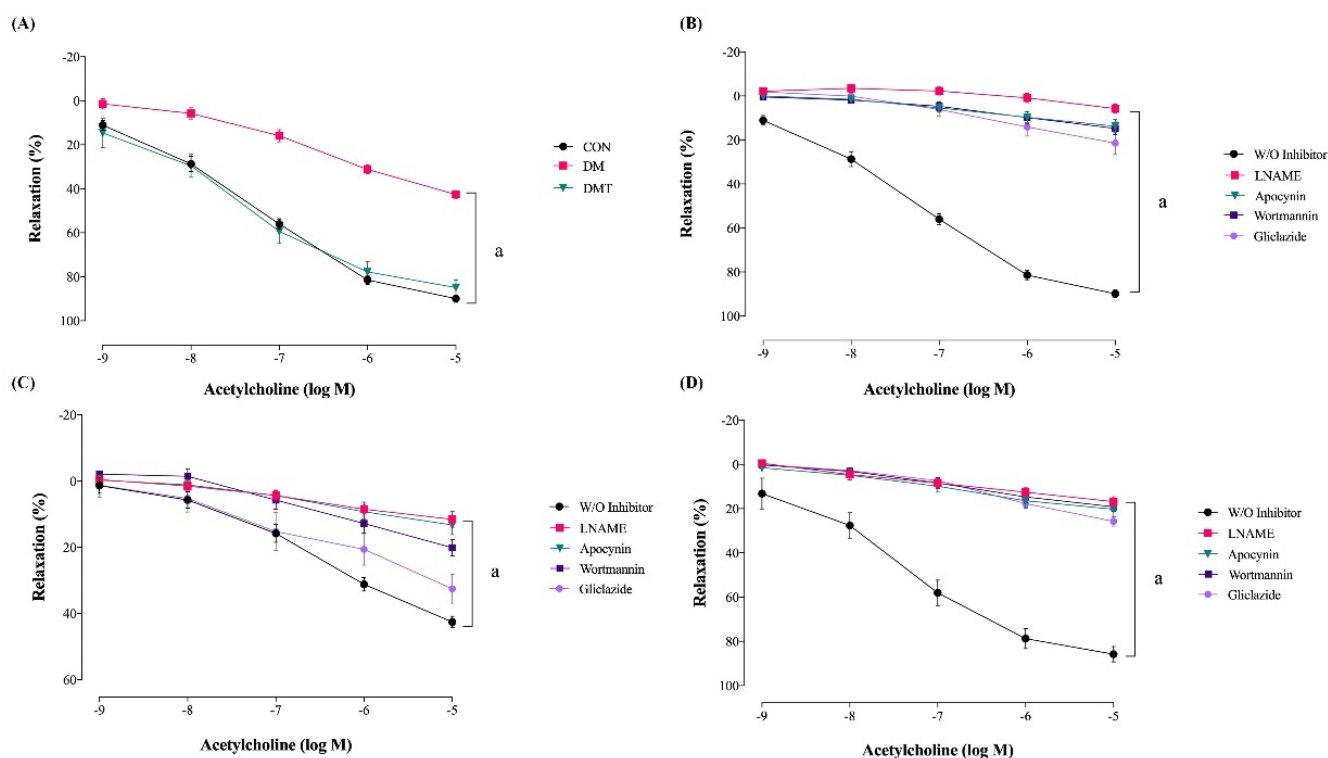 (A)
-20
0
20
40
60
80
100
Relaxation (%)
-9
-8
-7
-6
-5
Acetylcholine (log M)
CON
DM
DMT
a
(B)
-20
0
20
40
60
80
100
Relaxation (%)
-9
-8
-7
-6
-5
Acetylcholine (log M)
W/O Inhibitor
LNAME
Apocynin
Wortmannin
Gliclazide
a
(C)
-20
0
20
40
60
Relaxation (%)
-9
-8
-7
-6
-5
Acetylcholine (log M)
W/O Inhibitor
LNAME
Apocynin
Wortmannin
Gliclazide
a
(D)
-20
0
20
40
60
80
100
Relaxation (%)
-9
-8
-7
-6
-5
Acetylcholine (log M)
W/O Inhibitor
LNAME
Apocynin
Wortmannin
Gliclazide
a